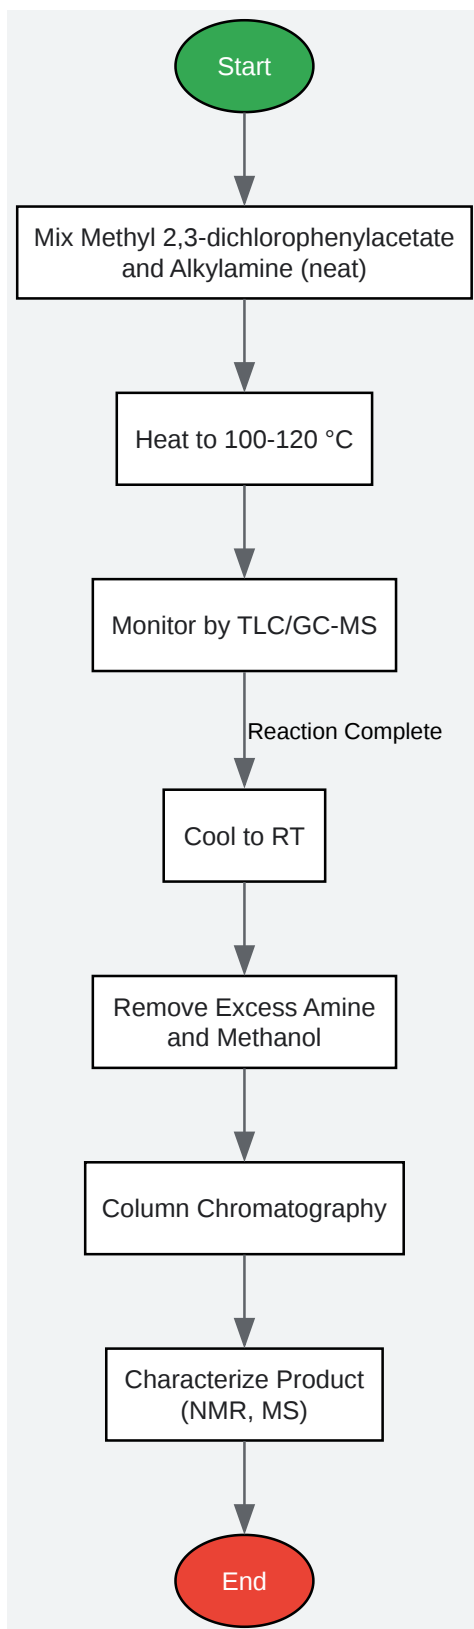 Start
Mix Methyl 2,3-dichlorophenylacetate
and Alkylamine (neat)
Heat to 100-120 °C
Monitor by TLC/GC-MS
Reaction Complete
Cool to RT
Remove Excess Amine
and Methanol
Column Chromatography
Characterize Product
(NMR, MS)
End